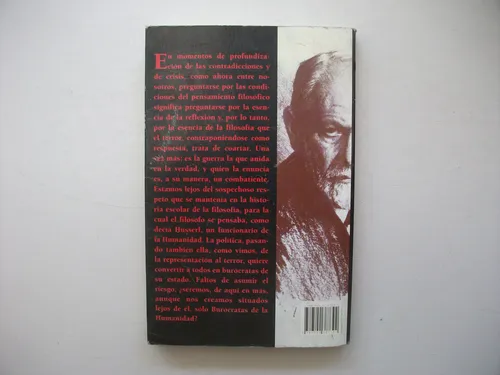 En momentos de profundiza-
ción de las contradicciones y
de crisis, como ahora entre no-
sotros, preguntarse por las condi-
ciones del pensamiento filosófico
significa preguntarse por la esen-
cia de la reflexión y, por lo tanto,
por la esencia de la filosofía que
el terror, contraponiéndose como
respuesta, trata de coartar. Una
vez más: es la guerra la que anida
en la verdad, y quien la enuncia
es, a su manera, un combatiente.
Estamos lejos del sospechoso res-
peto que se mantenía en la histo-
ria escolar de la filosofía, para la
cual el filósofo se pensaba, como
decía Husserl, un funcionario de
la Humanidad. La política, pasan-
do también ella, como vimos, de
la representación al terror, quiere
convertir a todos en burócratas de
su estado. Faltos de asumir el
riesgo, ¿seremos, de aquí en más,
aunque nos creamos situados
lejos de él, sólo Burócratas de la
Humanidad?